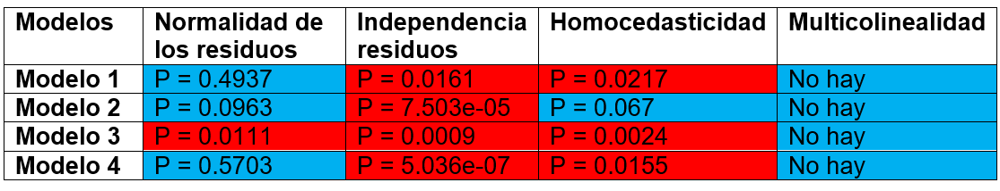 Modelos Normalidad de los residuos Independencia residuos Homocedasticidad Multicolinealidad
Modelo 1 P = 0.4937 P = 0.0161 P = 0.0217 No hay
Modelo 2 P = 0.0963 P = 7.503e-05 P = 0.067 No hay
Modelo 3 P = 0.0111 P = 0.0009 P = 0.0024 No hay
Modelo 4 P = 0.5703 P = 5.036e-07 P = 0.0155 No hay